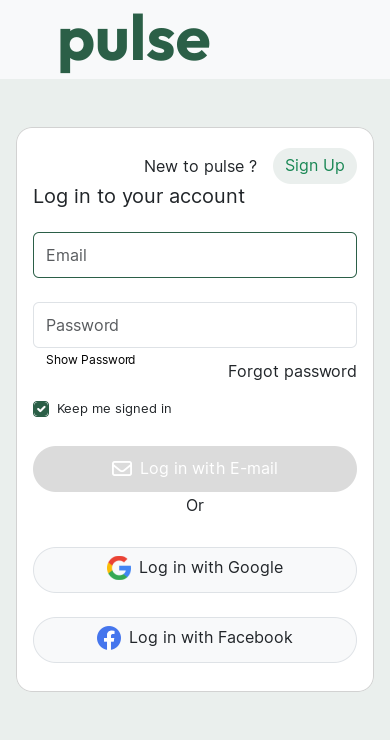 pulse
New to pulse ? Sign Up
Log in to your account
Email
Password
Show Password
Forgot password
Keep me signed in
Log in with E-mail
Or
Log in with Google
Log in with Facebook